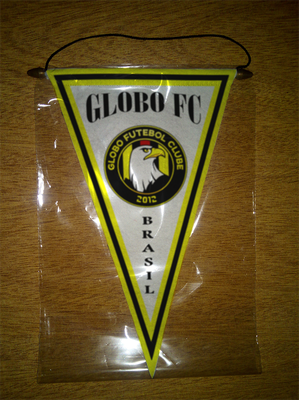 GLOBO FC
GLOBO FUTEBOL CLUBE
2012
BRASIL